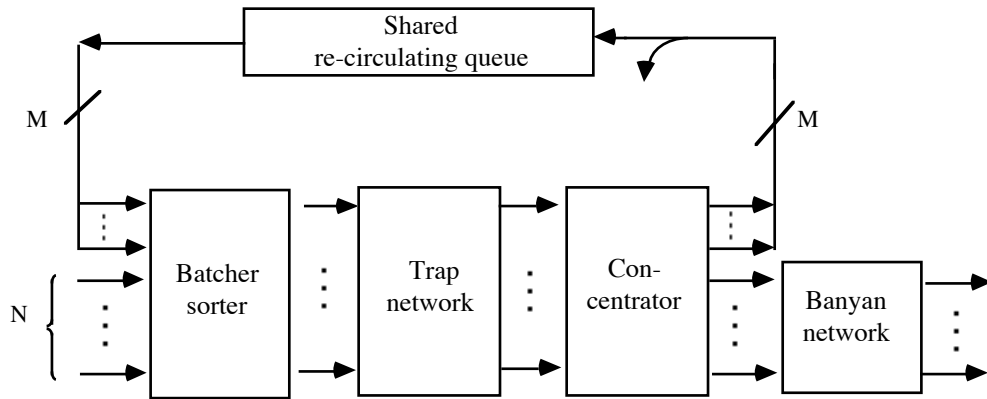 Shared
re-circulating queue
M
M
Batcher
sorter
Trap
network
Con-
centrator
N
Banyan
network